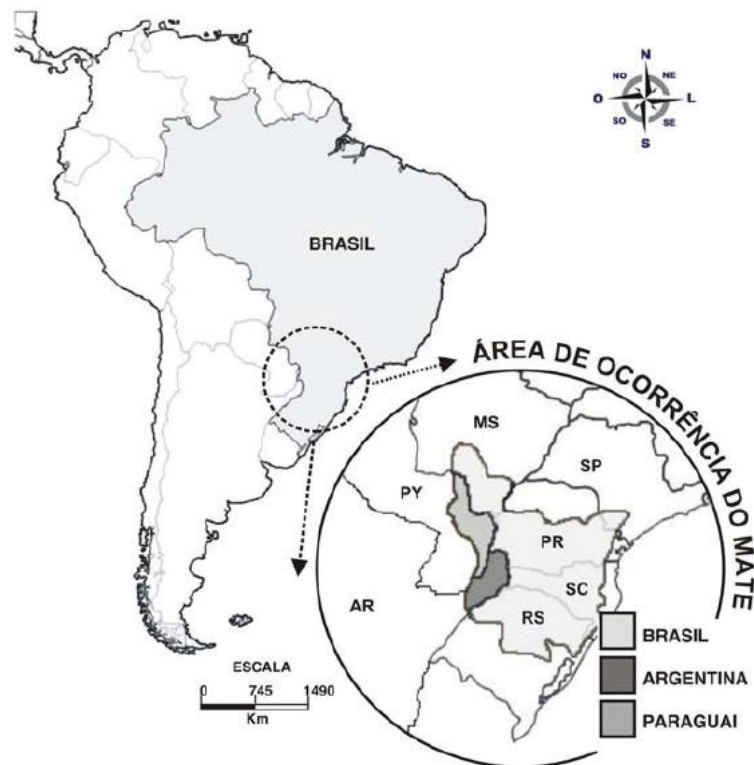 N
NO NE
O L
SO SE
S
BRASIL
ÁREA DE OCORRÊNCIA DO MATE
MS
SP
PY
PR
SC
AR
RS
BRASIL
ARGENTINA
PARAGUAI
ESCALA
0 745 1490
Km